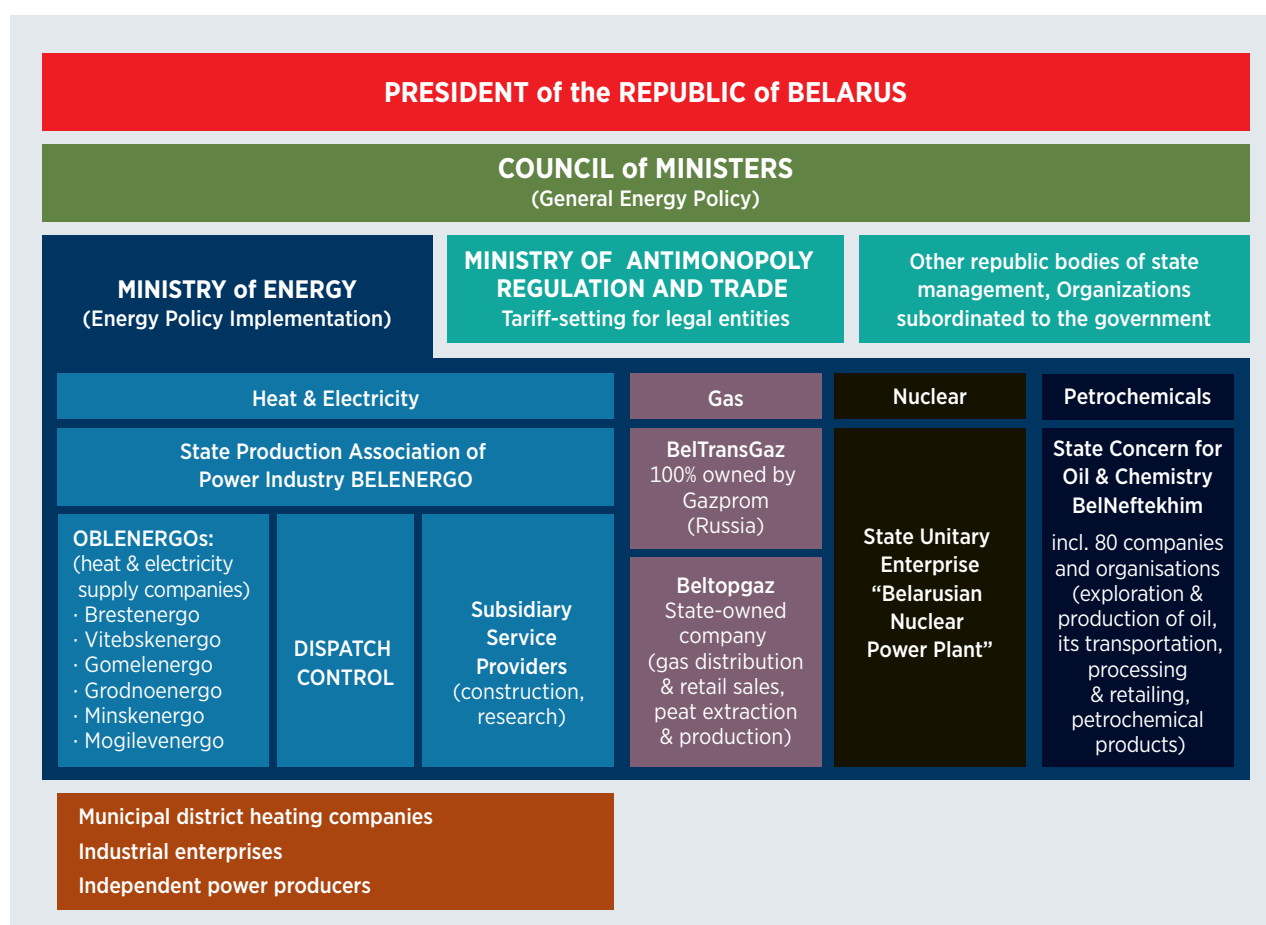 PRESIDENT of the REPUBLIC of BELARUS
COUNCIL of MINISTERS
(General Energy Policy)
MINISTRY of ENERGY
(Energy Policy Implementation)
MINISTRY OF ANTIMONOPOLY
REGULATION AND TRADE
Tariff-setting for legal entities
Other republic bodies of state
management, Organizations
subordinated to the government
Heat & Electricity
State Production Association of
Power Industry BELENERGO
OBLENERGOs:
(heat & electricity
supply companies)
· Brestenergo
· Vitebskenergo
· Gomelenergo
· Grodnoenergo
· Minskenergo
· Mogilevenergo
DISPATCH
CONTROL
Subsidiary
Service
Providers
(construction,
research)
Gas
BelTransGaz
100% owned by
Gazprom
(Russia)
Beltopgaz
State-owned
company
(gas distribution
& retail sales,
peat extraction
& production)
Nuclear
State Unitary
Enterprise
“Belarusian
Nuclear
Power Plant”
Petrochemicals
State Concern for
Oil & Chemistry
BelNeftekhim
incl. 80 companies
and organisations
(exploration &
production of oil,
its transportation,
processing
& retailing,
petrochemical
products)
Municipal district heating companies
Industrial enterprises
Independent power producers